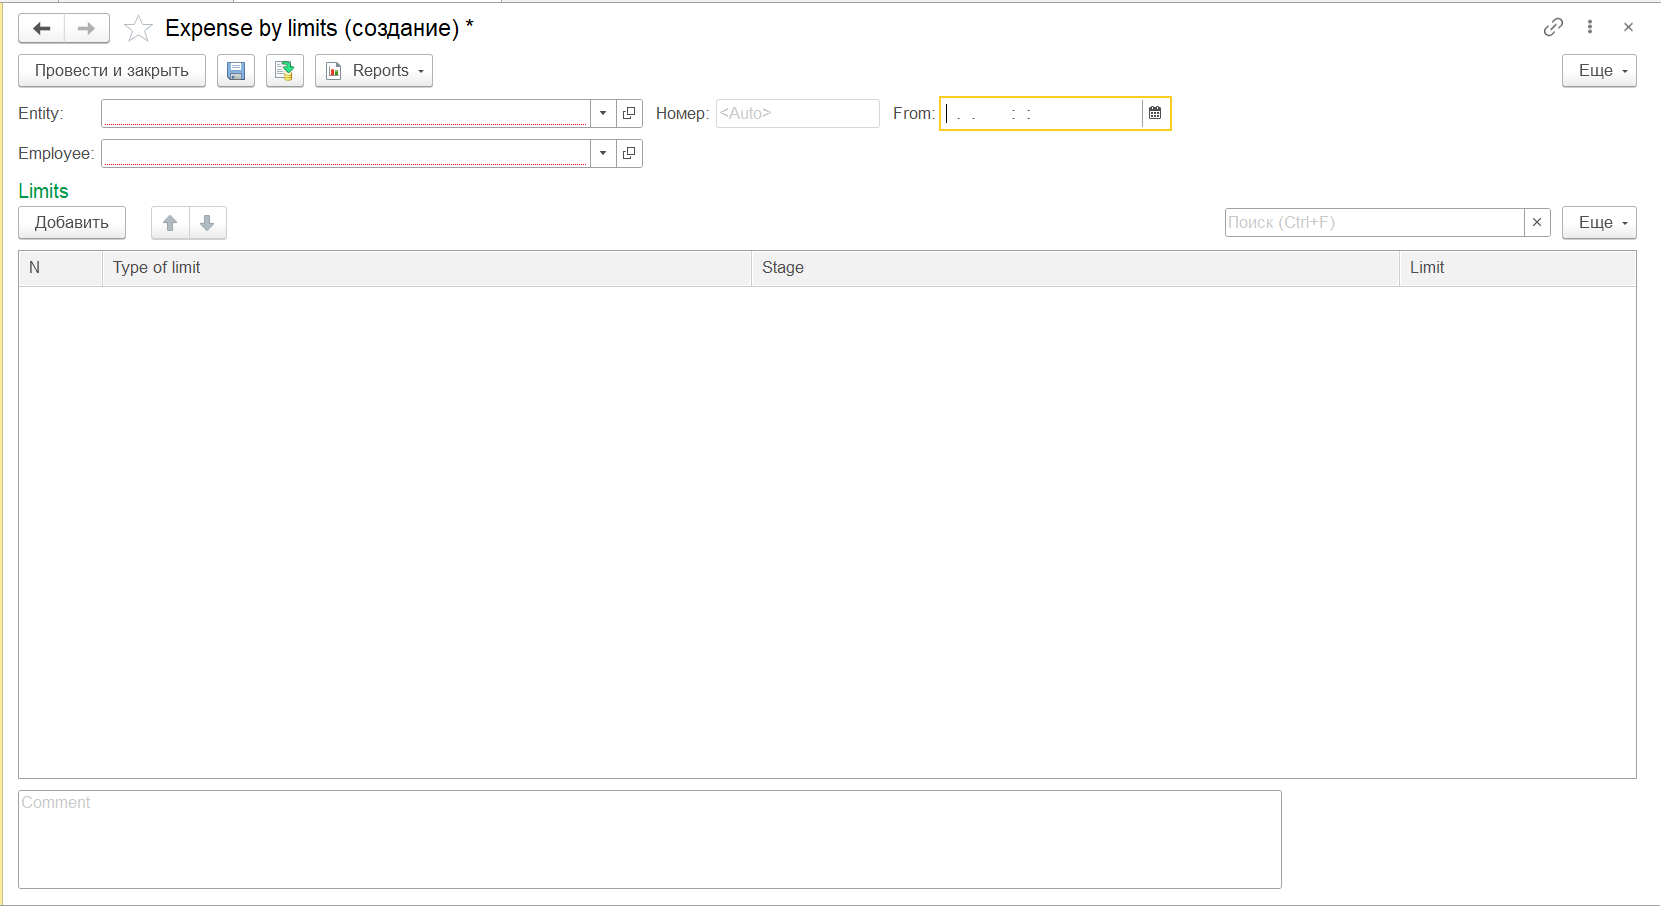 Expense by limits (создание) *
Провести и закрыть Reports Еще
Entity: Номер: <Auto> From: . . : :
Employee:
Limits
Добавить Поиск (Ctrl+F) Еще
N Type of limit Stage Limit
Comment